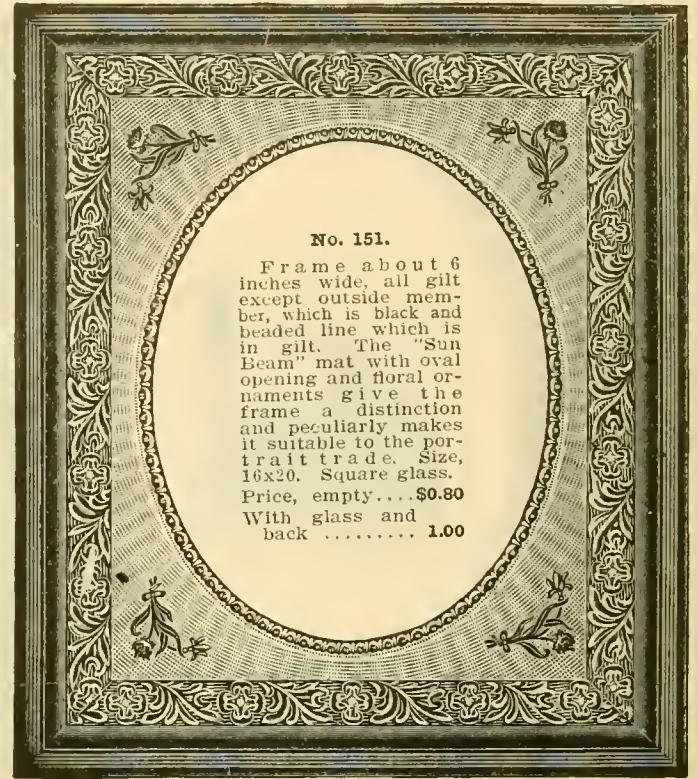 No. 151.
Frame about 6
inches wide, all gilt
except outside mem-
ber, which is black and
beaded line which is
in gilt. The "Sun
Beam" mat with oval
opening and floral or-
naments give the
frame a distinction
and peculiarly makes
it suitable to the por-
trait trade. Size,
16x20. Square glass.
Price, empty....$0.80
With glass and
back ......... 1.00